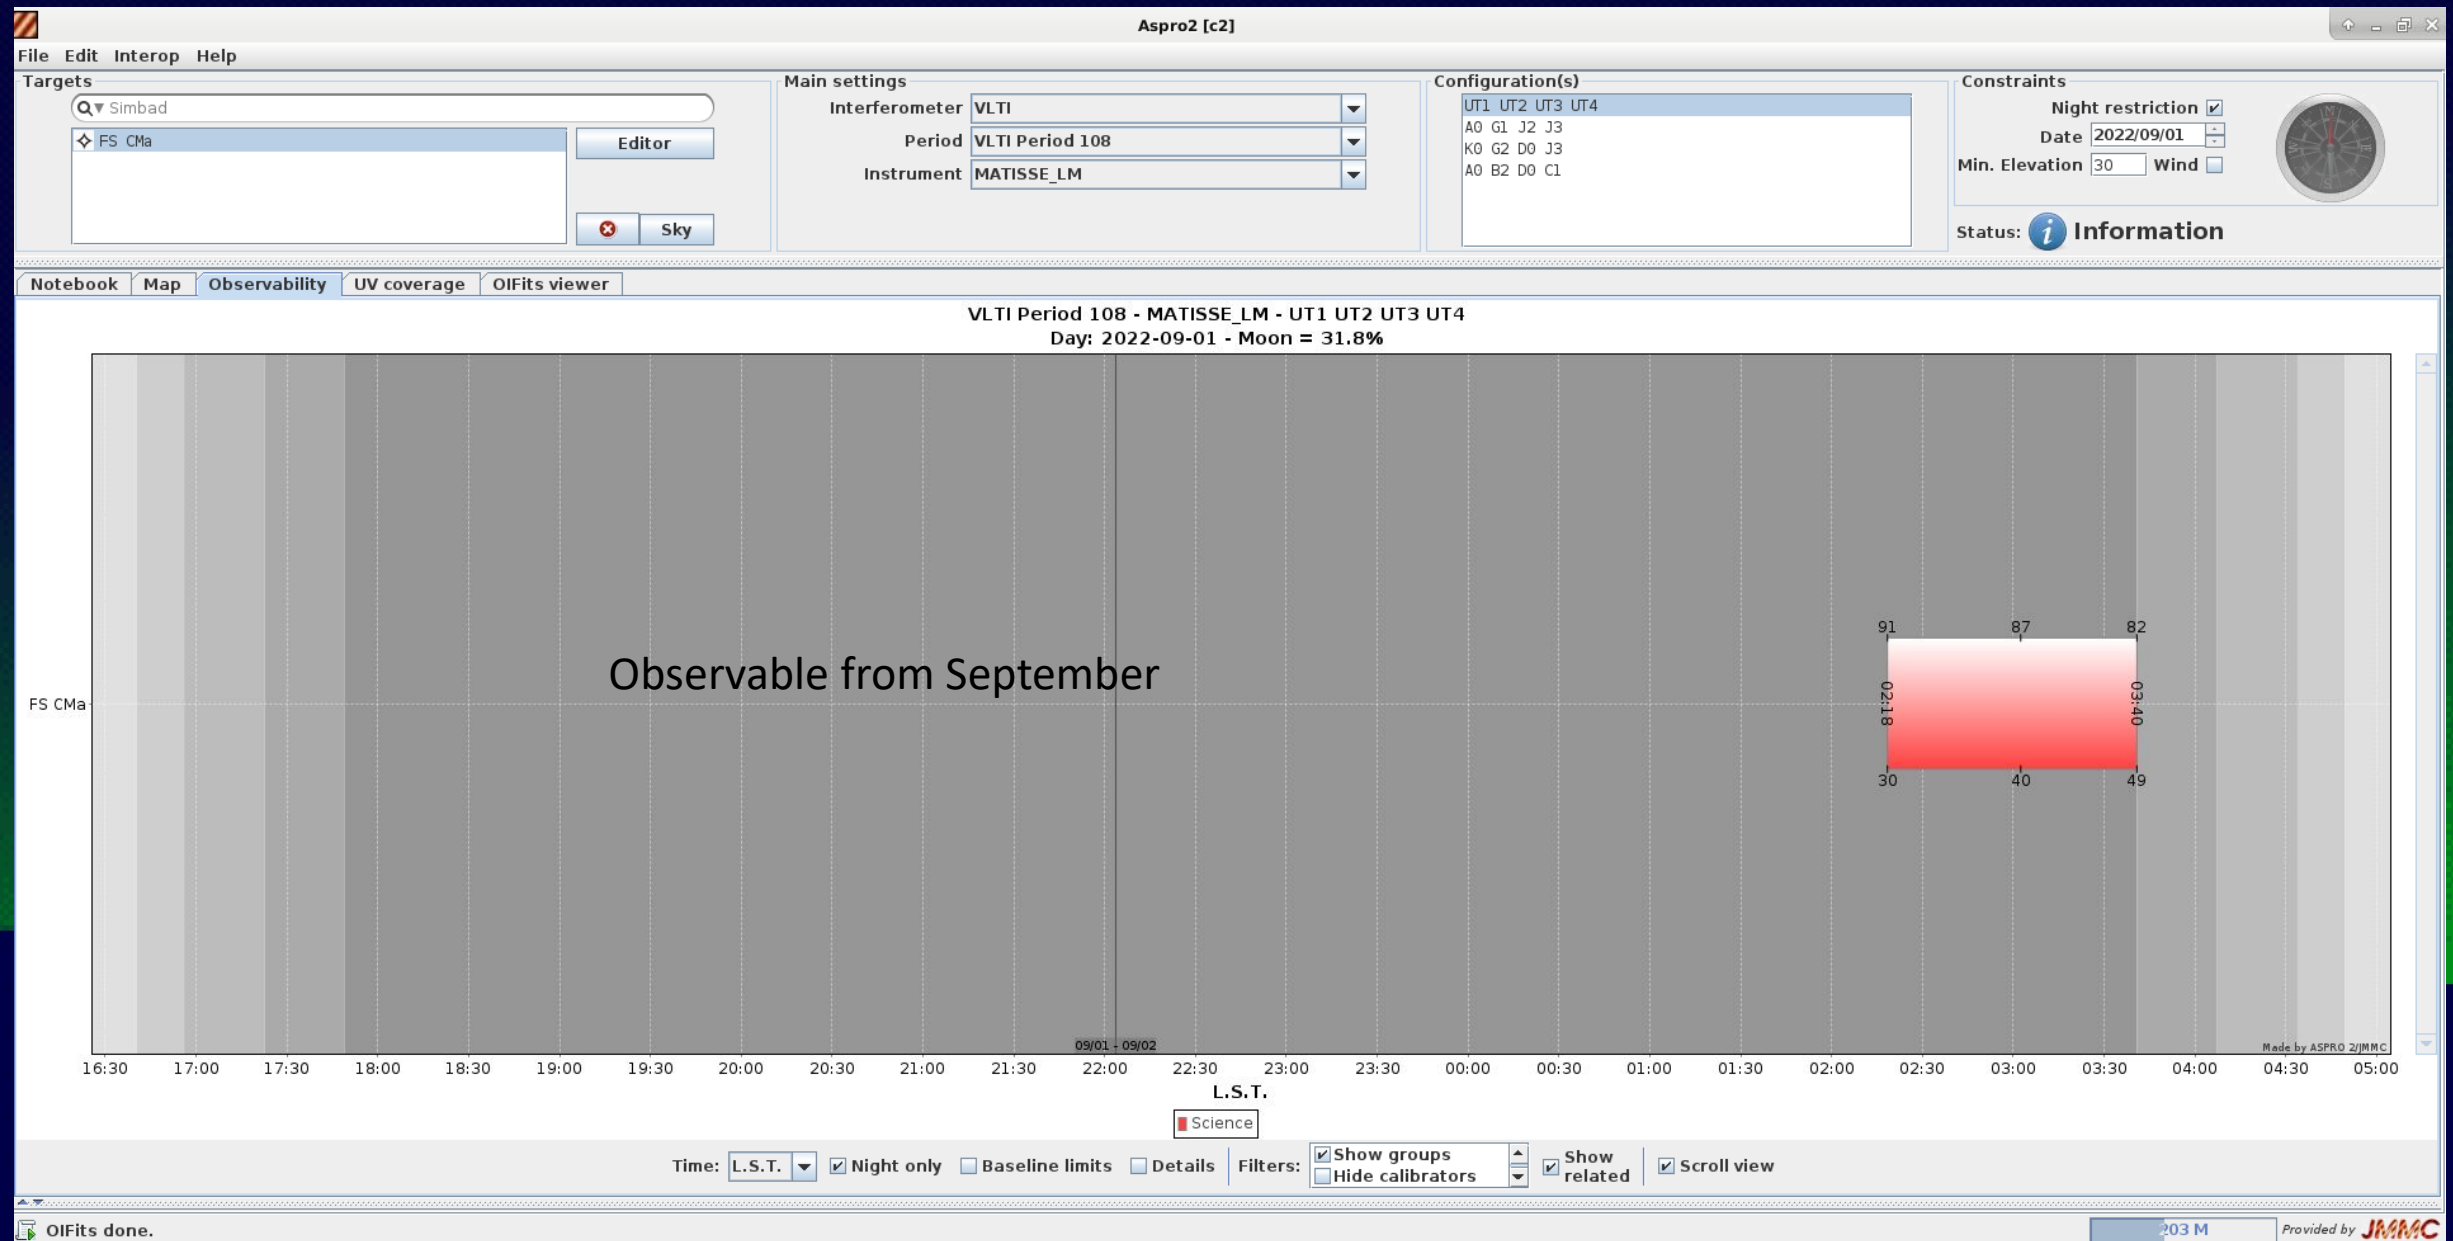 Aspro2 [c2]
File Edit Interop Help
Targets
Simbad
FS CMa
Editor
Sky
Main settings
Interferometer VLTI
Period VLTI Period 108
Instrument MATISSE_LM
Configuration(s)
UT1 UT2 UT3 UT4
A0 G1 J2 J3
K0 G2 D0 J3
A0 B2 D0 C1
Constraints
Night restriction
Date 2022/09/01
Min. Elevation 30 Wind
Status: Information
Notebook Map Observability UV coverage OIFits viewer
VLTI Period 108 - MATISSE_LM - UT1 UT2 UT3 UT4
Day: 2022-09-01 - Moon = 31.8%
91 87 82
Observable from September
02:18 03:40
FS CMa
30 40 49
09/01 - 09/02
Made by ASPRO 2/JMMC
16:30 17:00 17:30 18:00 18:30 19:00 19:30 20:00 20:30 21:00 21:30 22:00 22:30 23:00 23:30 00:00 00:30 01:00 01:30 02:00 02:30 03:00 03:30 04:00 04:30 05:00
L.S.T.
Science
Time: L.S.T. Night only Baseline limits Details Filters: Show groups
Hide calibrators
Show
related
Scroll view
OIFits done.
203 M
Provided by JMMC